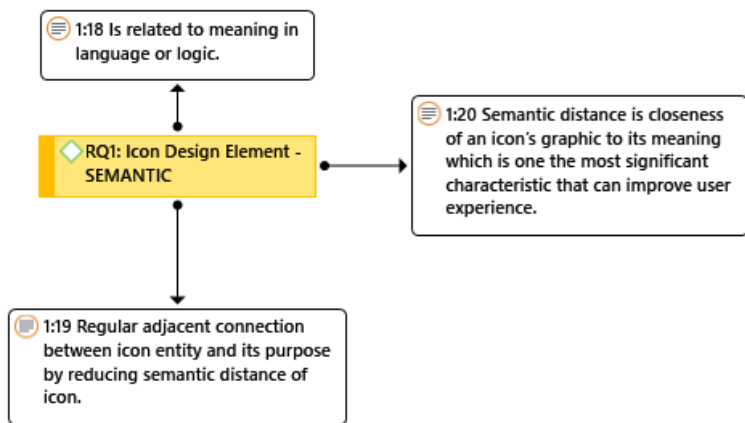 1:18 Is related to meaning in
language or logic.
RQ1: Icon Design Element -
SEMANTIC
1:20 Semantic distance is closeness
of an icon's graphic to its meaning
which is one the most significant
characteristic that can improve user
experience.
1:19 Regular adjacent connection
between icon entity and its purpose
by reducing semantic distance of
icon.